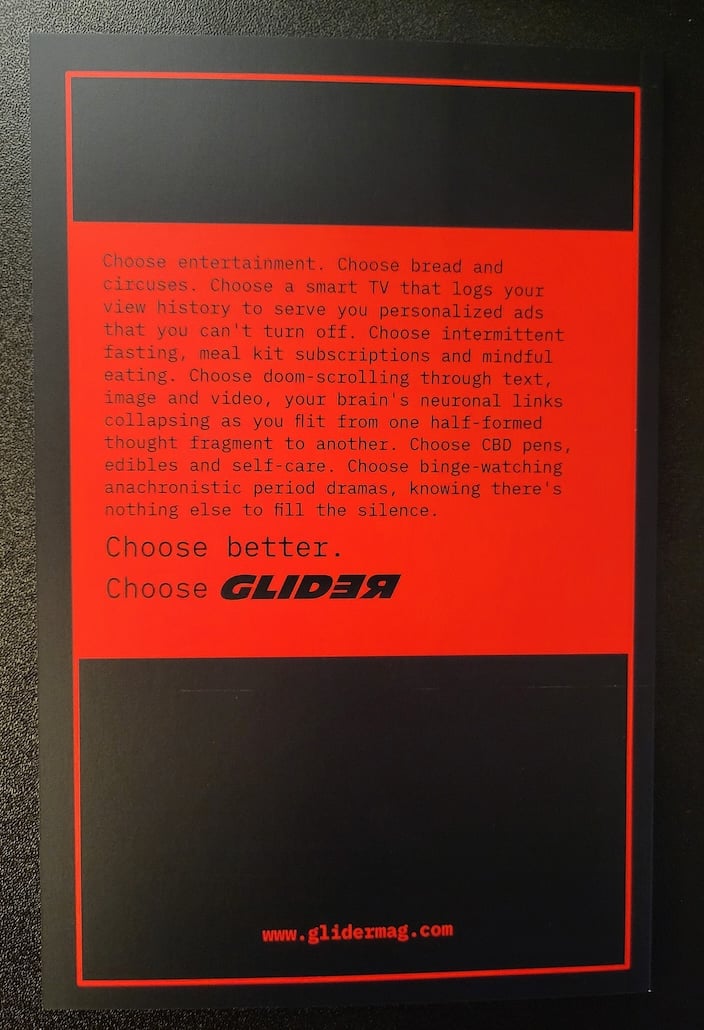 Choose entertainment. Choose bread and
circuses. Choose a smart TV that logs your
view history to serve you personalized ads
that you can't turn off. Choose intermittent
fasting, meal kit subscriptions and mindful
eating. Choose doom-scrolling through text,
image and video, your brain's neuronal links
collapsing as you flit from one half-formed
thought fragment to another. Choose CBD pens,
edibles and self-care. Choose binge-watching
anachronistic period dramas, knowing there's
nothing else to fill the silence.
Choose better.
Choose GLIDƎЯ
www.glidermag.com